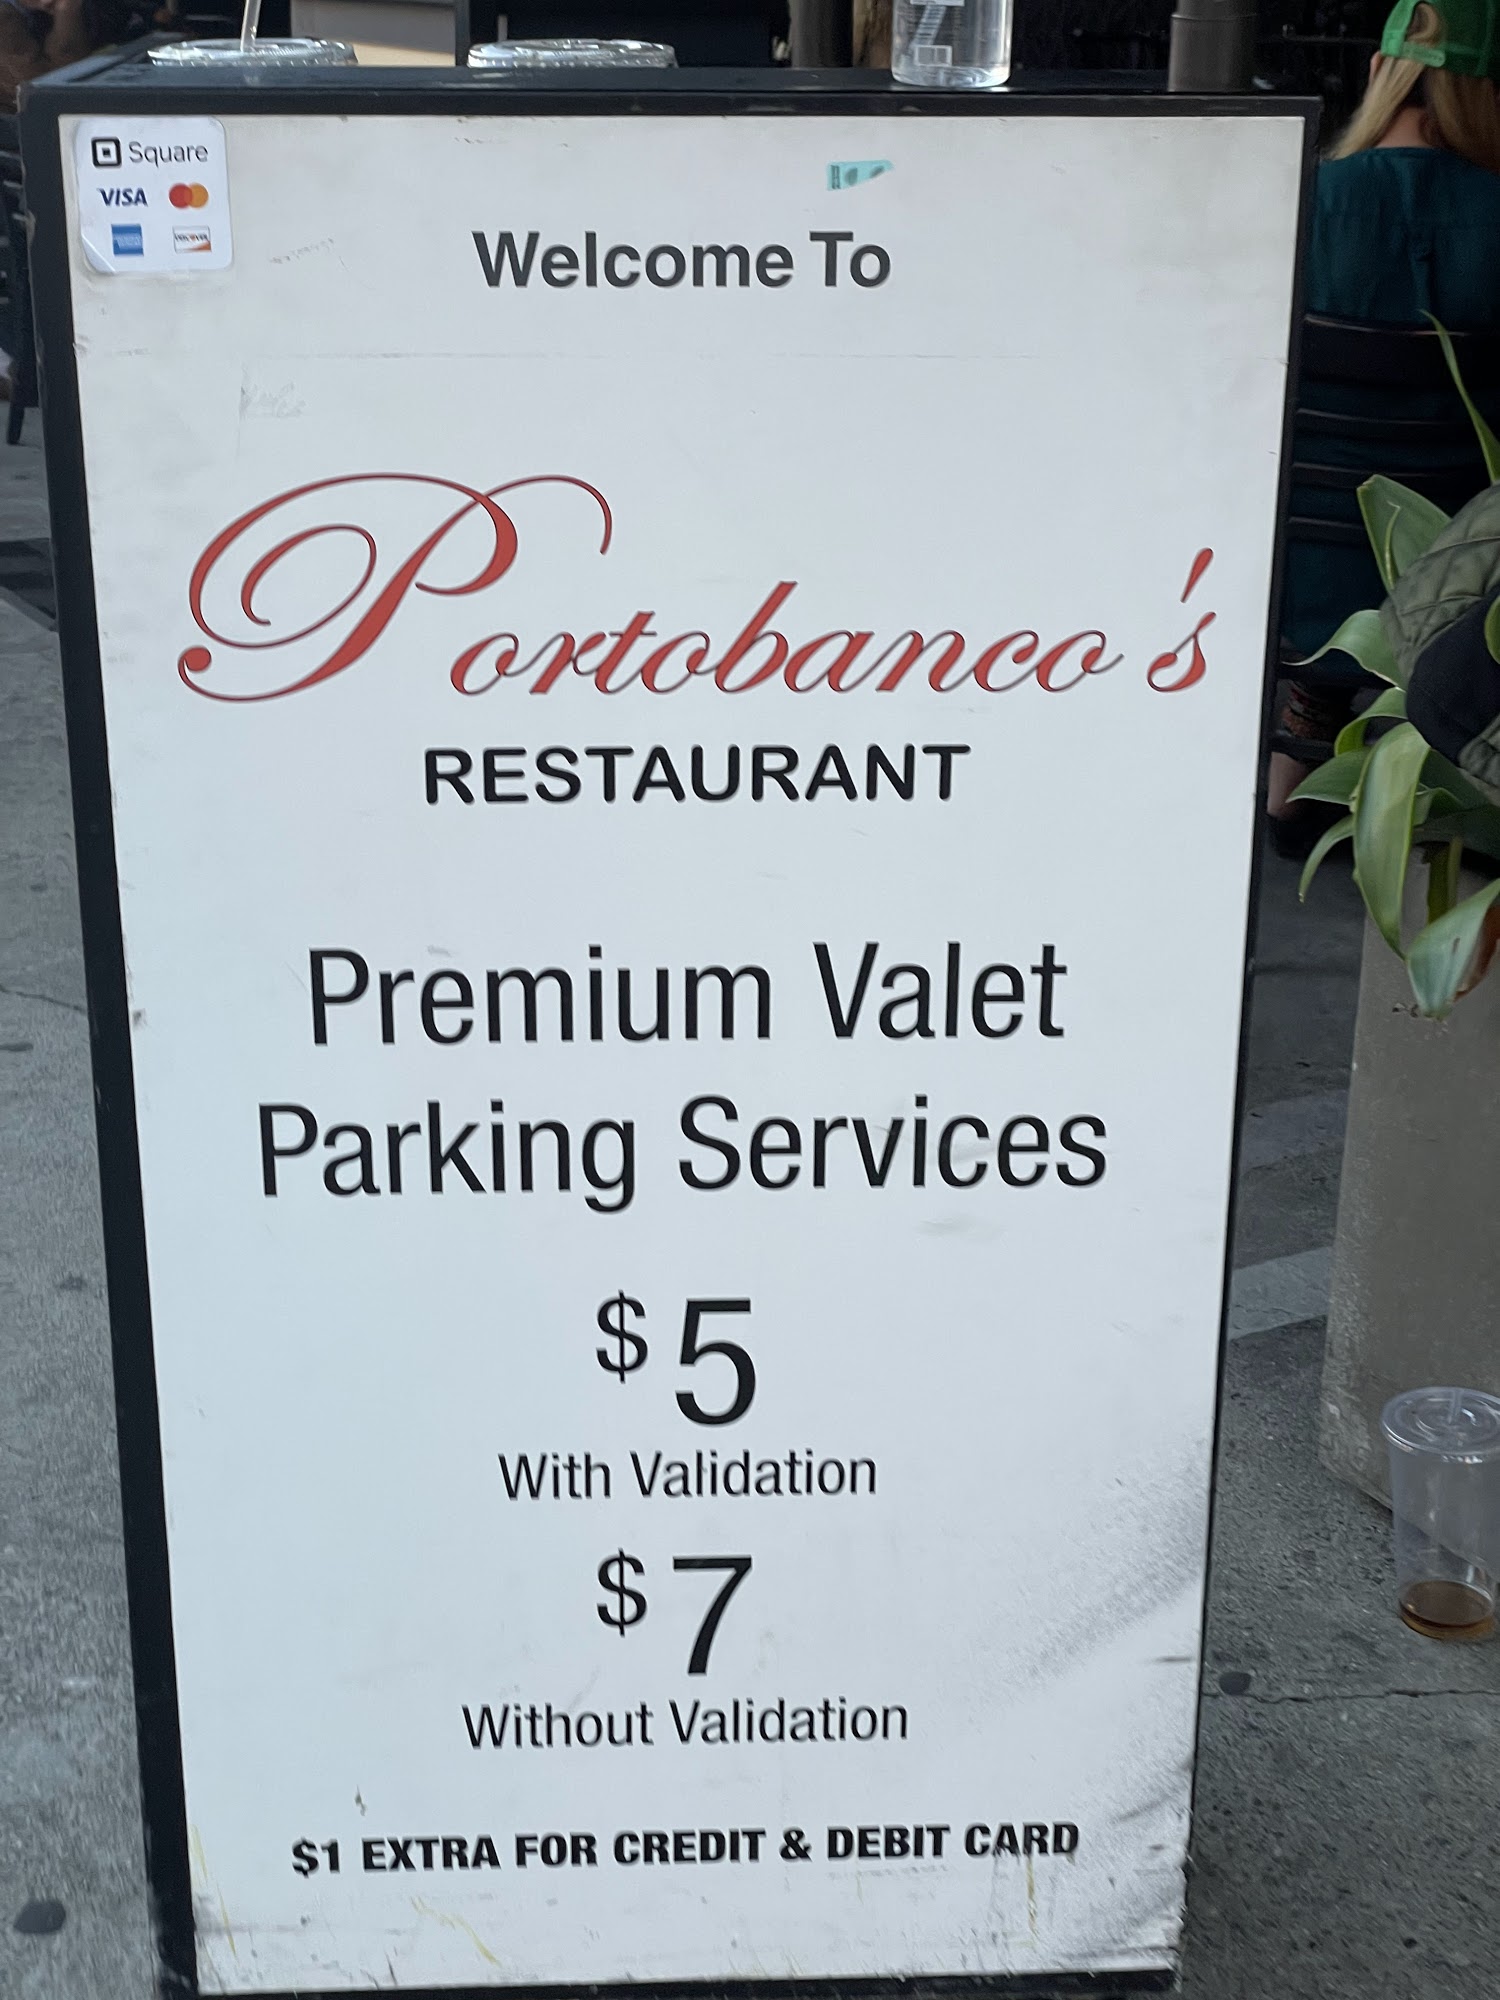 Square
VISA
Welcome To
Portobanco's
RESTAURANT
Premium Valet
Parking Services
$5
With Validation
$7
Without Validation
$1 EXTRA FOR CREDIT & DEBIT CARD